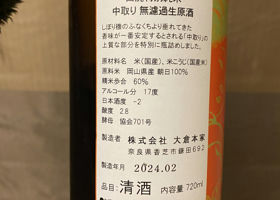 中取り 無濾過生原酒
しぼり機のふなくちより垂れてきた
香味が一番安定するとされる「中取り」の
上質な部分を特別に瓶詰めしました。
原材料名 米(国産)、米こうじ(国産米)
原料米 岡山県産 朝日100%
精米歩合 60%
アルコール分 17度
日本酒度 -2
酸度 2.8
酵母 協会701号
製造者 株式会社 大倉本家
奈良県香芝市鎌田692
製造年月 2024.02
品目 清酒 内容量 720ml